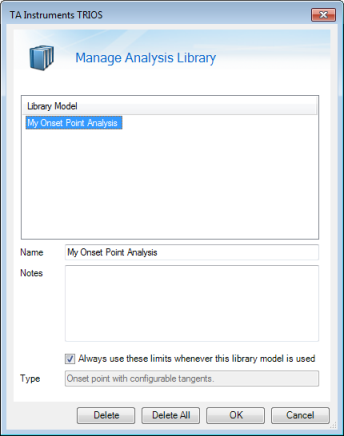 TA Instruments TRIOS
Manage Analysis Library
Library Model
My Onset Point Analysis
Name My Onset Point Analysis
Notes
Always use these limits whenever this library model is used
Type Onset point with configurable tangents.
Delete Delete All OK Cancel